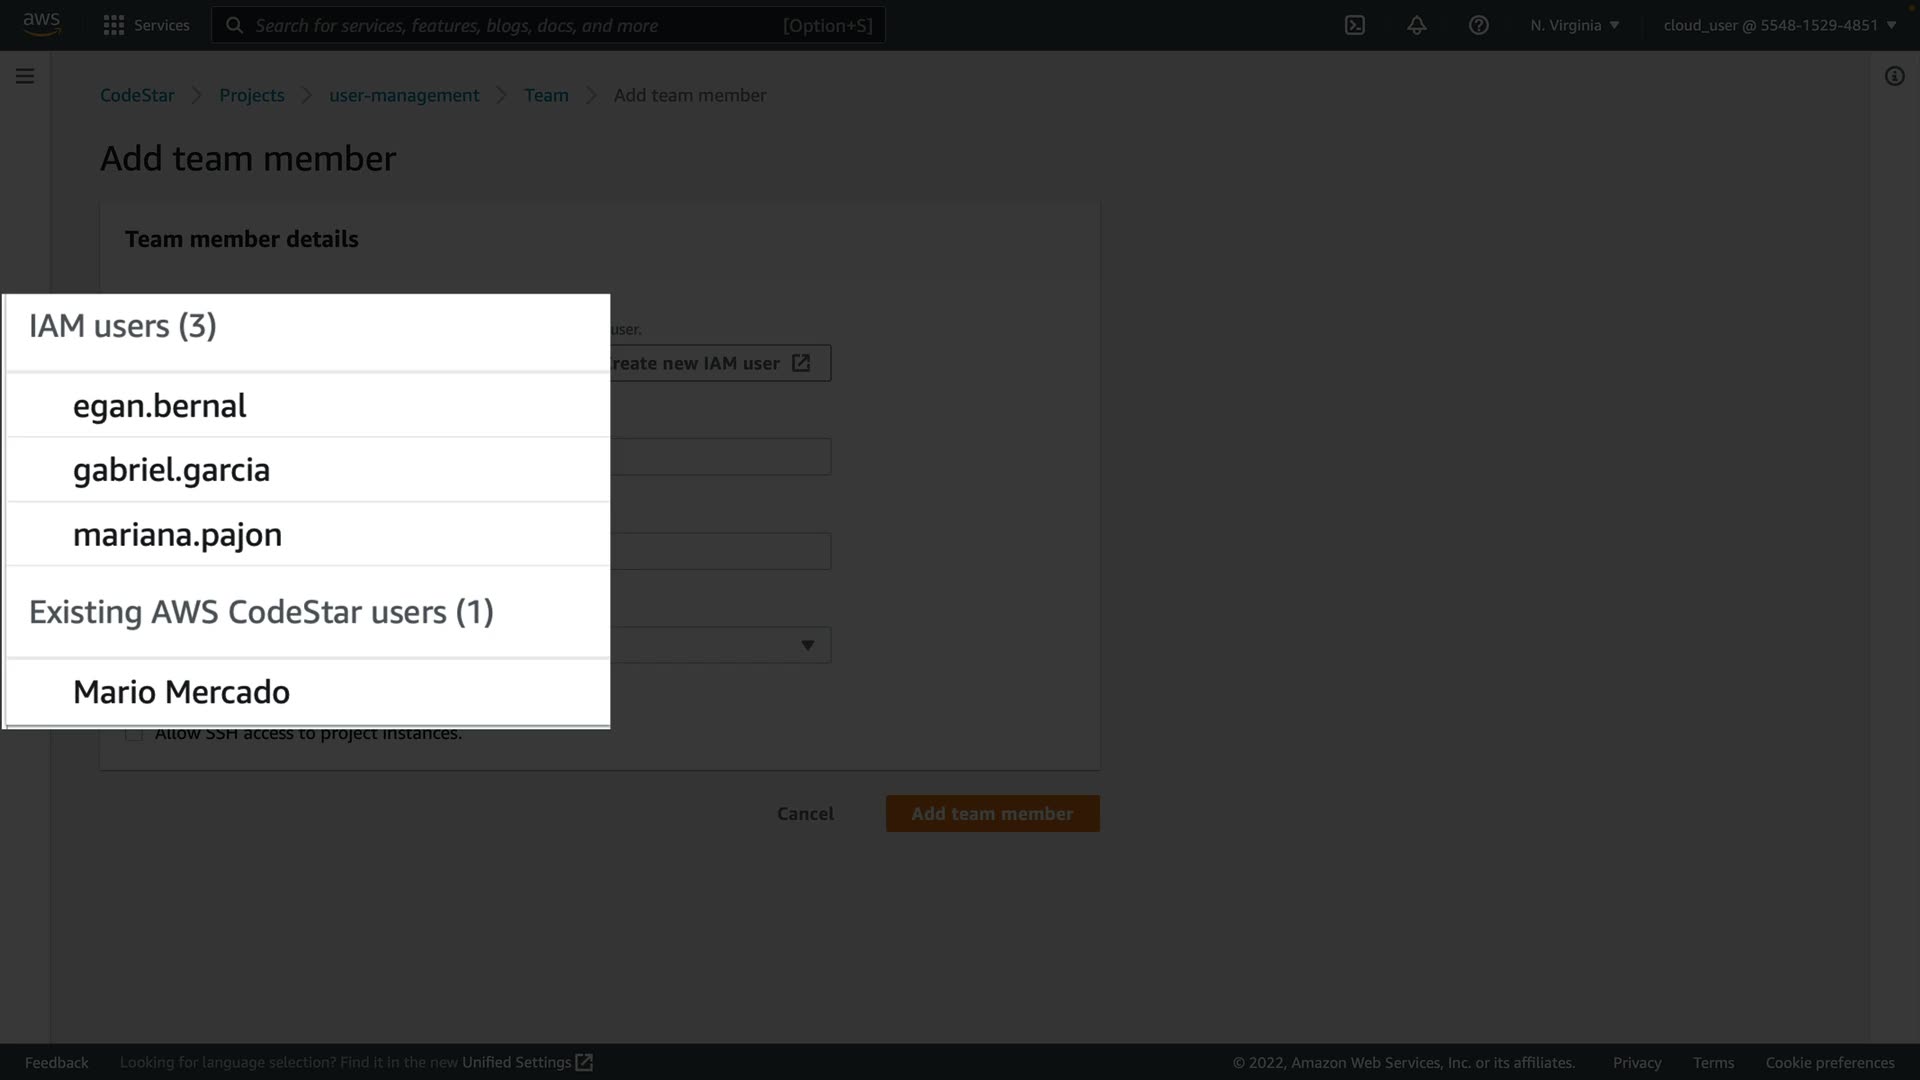 aws
Services
Search for services, features, blogs, docs, and more
[Option+S]
N. Virginia
cloud_user @ 5548-1529-4851
CodeStar
Projects
user-management
Team
Add team member
Add team member
Team member details
IAM users (3)
user.
reate new IAM user
egan.bernal
gabriel.garcia
mariana.pajon
Existing AWS CodeStar users (1)
Mario Mercado
Allow SSH access to project instances.
Cancel
Add team member
Feedback
Looking for language selection? Find it in the new Unified Settings
© 2022, Amazon Web Services, Inc. or its affiliates.
Privacy
Terms
Cookie preferences